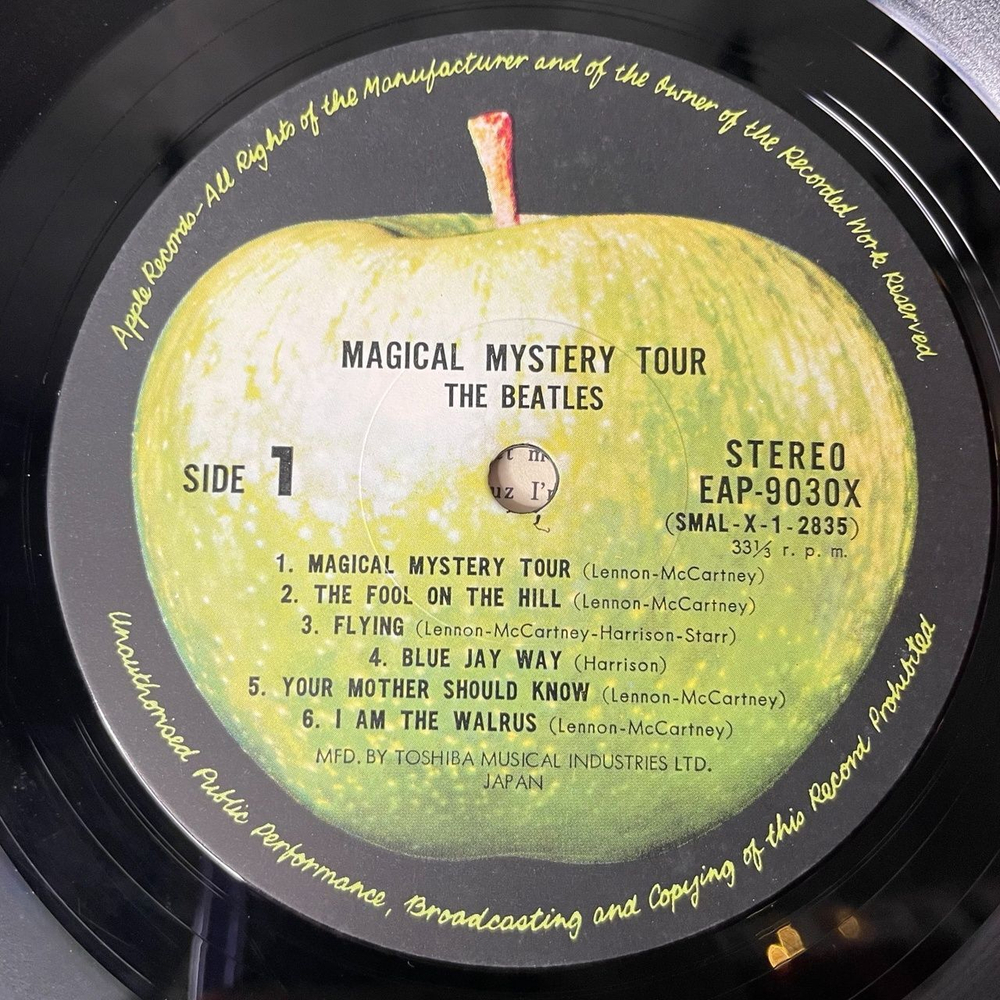 Apple Records - All Rights of the Manufacturer and of the Owner of the Recorded Work Reserved
MAGICAL MYSTERY TOUR
THE BEATLES
SIDE 1
STEREO
EAP-9030X
(SMAL-X-1-2835)
33⅓ r. p. m.
1. MAGICAL MYSTERY TOUR (Lennon-McCartney)
2. THE FOOL ON THE HILL (Lennon-McCartney)
3. FLYING (Lennon-McCartney-Harrison-Starr)
4. BLUE JAY WAY (Harrison)
5. YOUR MOTHER SHOULD KNOW (Lennon-McCartney)
6. I AM THE WALRUS (Lennon-McCartney)
MFD. BY TOSHIBA MUSICAL INDUSTRIES LTD.
JAPAN
Unauthorised Public Performance, Broadcasting and Copying of this Record Prohibited